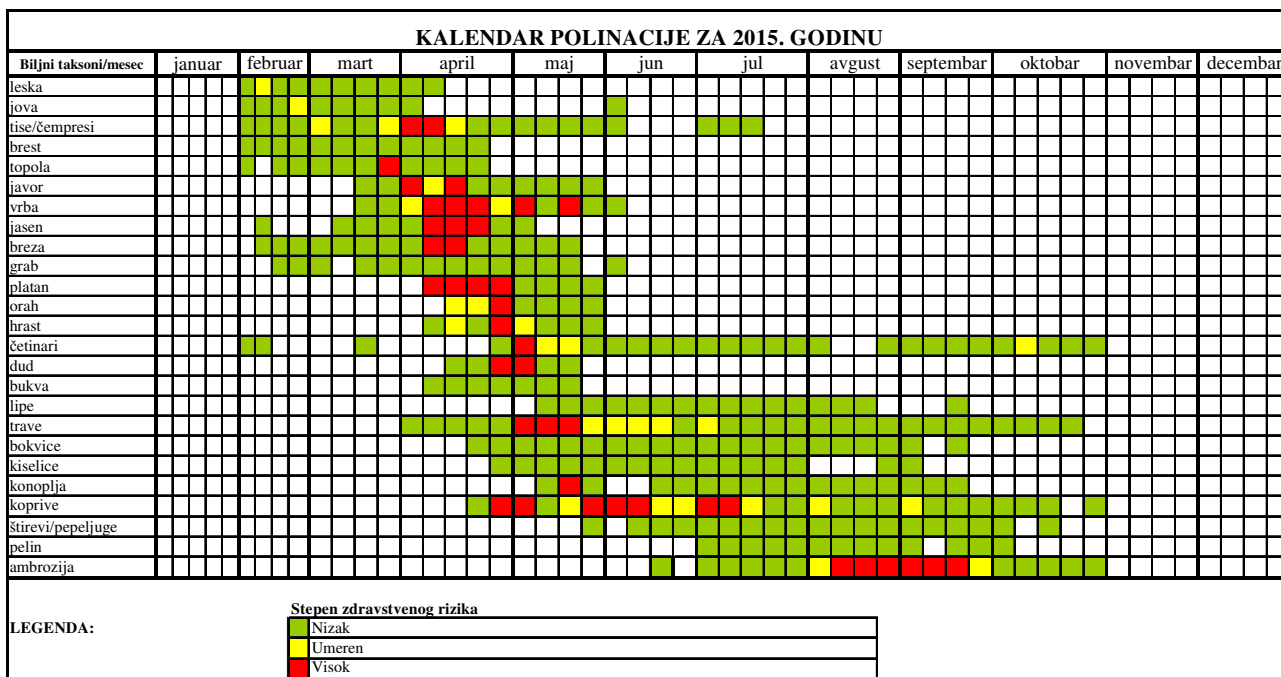 KALENDAR POLINACIJE ZA 2015. GODINU
Biljni taksoni/mesec januar februar mart april maj jun jul avgust septembar oktobar novembar decembar
leska
jova
tise/čempresi
brest
topola
javor
vrba
jasen
breza
grab
platan
orah
hrast
četinari
dud
bukva
lipe
trave
bokvice
kiselice
konoplja
koprive
štirevi/pepeljuge
pelin
ambrozija
Stepen zdravstvenog rizika
LEGENDA: Nizak
Umeren
Visok